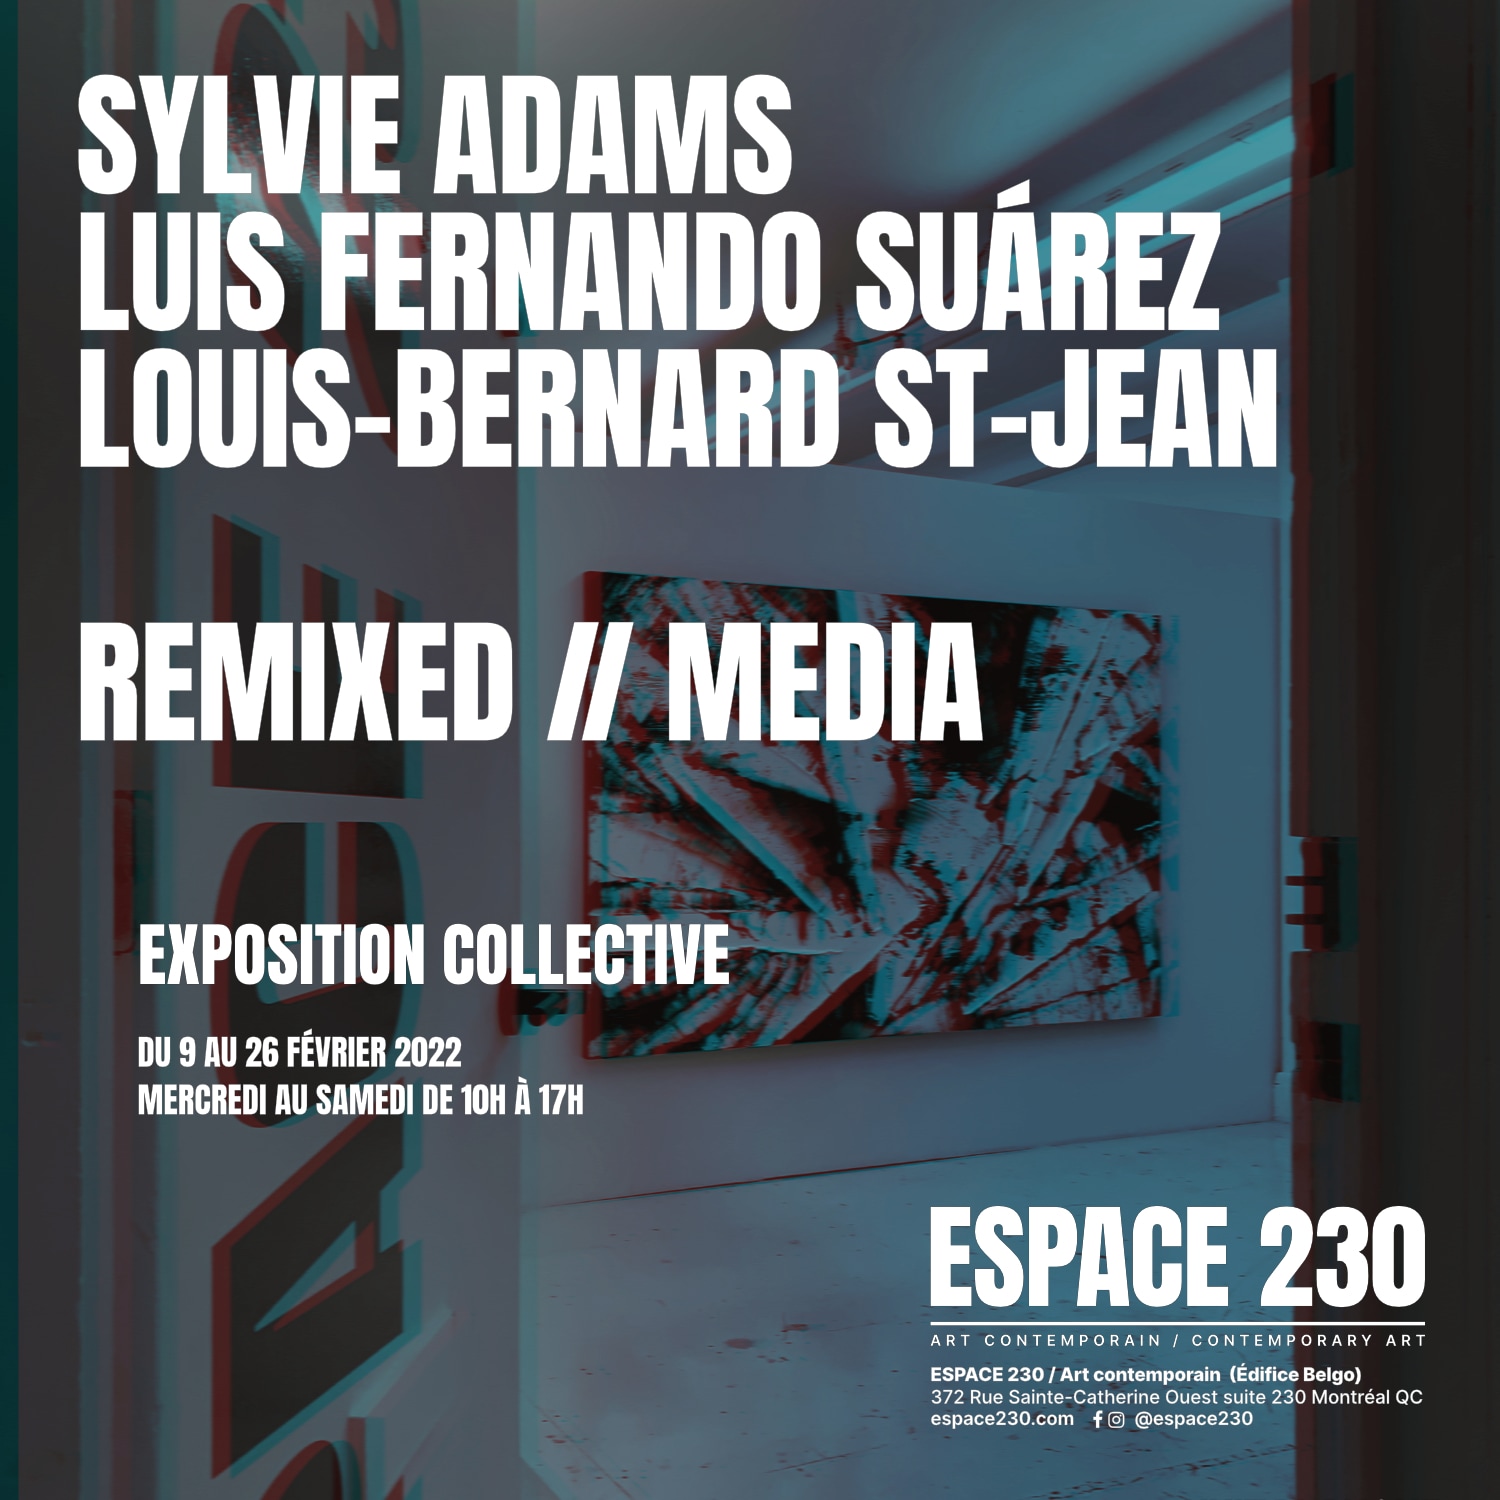 SYLVIE ADAMS
LUIS FERNANDO SUÁREZ
LOUIS-BERNARD ST-JEAN
REMIXED // MEDIA
EXPOSITION COLLECTIVE
DU 9 AU 26 FÉVRIER 2022
MERCREDI AU SAMEDI DE 10H À 17H
ESPACE 230
ART CONTEMPORAIN / CONTEMPORARY ART
ESPACE 230 / Art contemporain (Édifice Belgo)
372 Rue Sainte-Catherine Ouest suite 230 Montréal QC
espace230.com @espace230